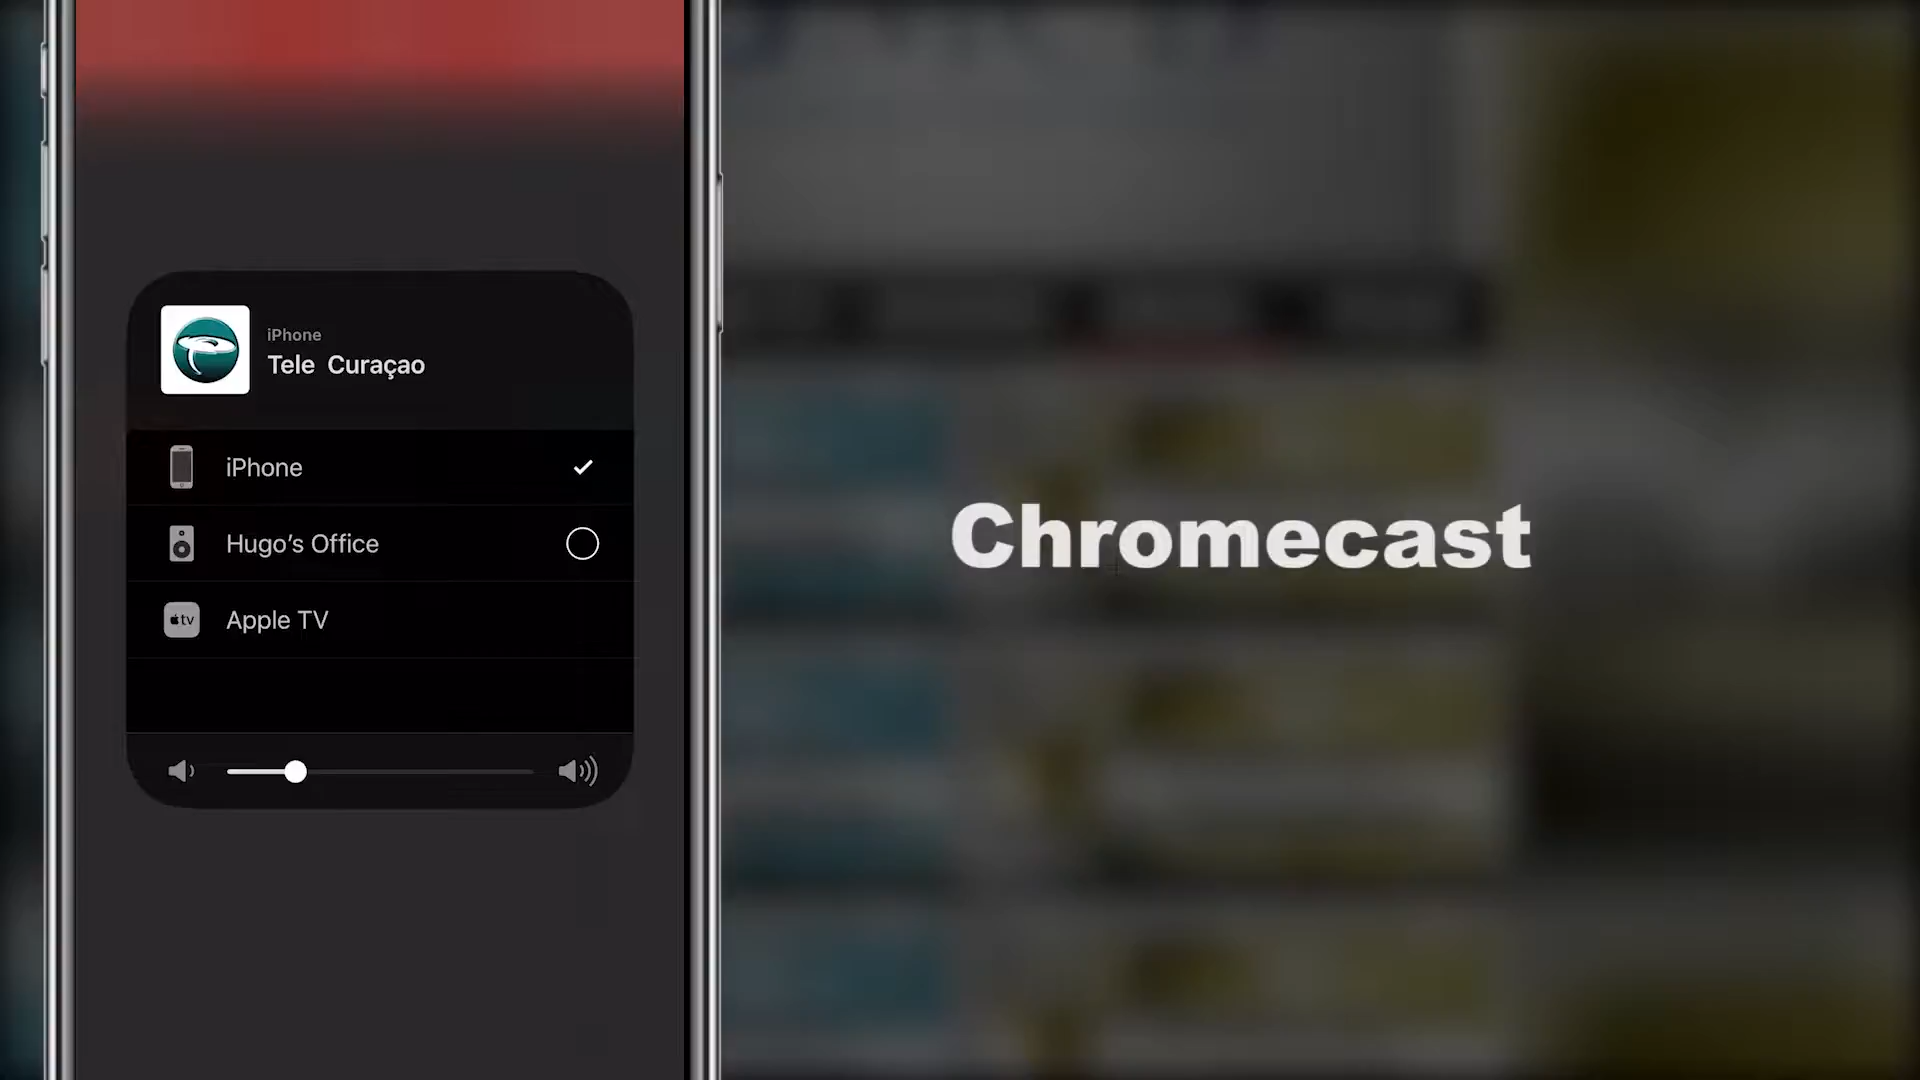 iPhone
Tele Curaçao
iPhone
Hugo’s Office
tv
Apple TV
Chromecast